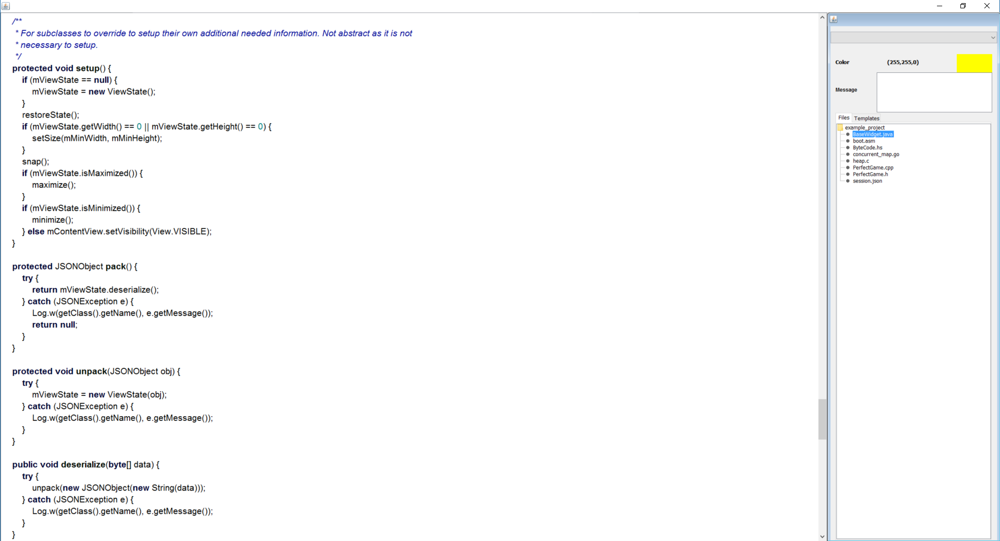 /**
* For subclasses to override to setup their own additional needed information. Not abstract as it is not
* necessary to setup.
*/
protected void setup() {
if (mViewState == null) {
mViewState = new ViewState();
}
restoreState();
if (mViewState.getWidth() == 0 || mViewState.getHeight() == 0) {
setSize(mMinWidth, mMinHeight);
}
snap();
if (mViewState.isMaximized()) {
maximize();
}
if (mViewState.isMinimized()) {
minimize();
} else mContentView.setVisibility(View.VISIBLE);
}
protected JSONObject pack() {
try {
return mViewState.deserialize();
} catch (JSONException e) {
Log.w(getClass().getName(), e.getMessage());
return null;
}
}
protected void unpack(JSONObject obj) {
try {
mViewState = new ViewState(obj);
} catch (JSONException e) {
Log.w(getClass().getName(), e.getMessage());
}
}
public void deserialize(byte[] data) {
try {
unpack(new JSONObject(new String(data)));
} catch (JSONException e) {
Log.w(getClass().getName(), e.getMessage());
}
}
Color (255,255,0)
Message
Files Templates
example_project
BaseWidget.java
boot.asm
ByteCode.hs
concurrent_map.go
heap.c
PerfectGame.cpp
PerfectGame.h
session.json